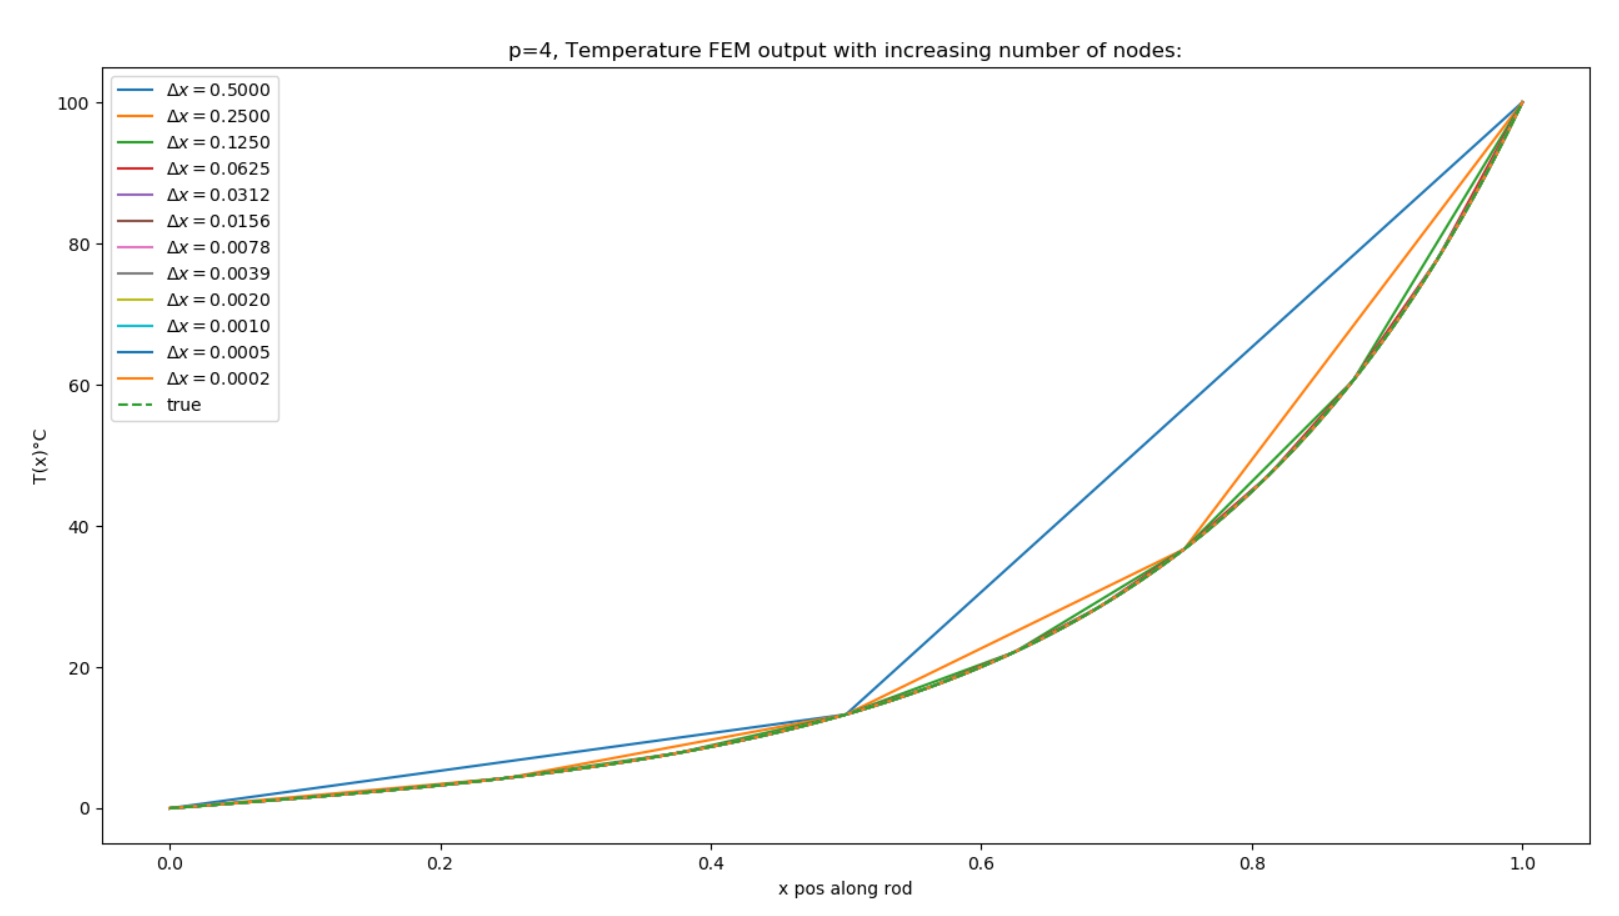 p=4, Temperature FEM output with increasing number of nodes:
Δx = 0.5000
Δx = 0.2500
Δx = 0.1250
Δx = 0.0625
Δx = 0.0312
Δx = 0.0156
Δx = 0.0078
Δx = 0.0039
Δx = 0.0020
Δx = 0.0010
Δx = 0.0005
Δx = 0.0002
true
100
80
60
40
20
0
T(x)°C
0.0 0.2 0.4 0.6 0.8 1.0
x pos along rod